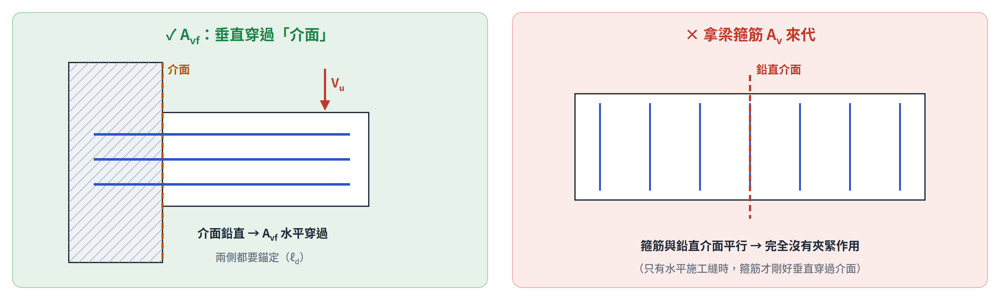 ✓ Avf：垂直穿過「介面」
介面
Vu
介面鉛直 → Avf 水平穿過
兩側都要錨定（ℓd）
✕ 拿梁箍筋 Av 來代
鉛直介面
箍筋與鉛直介面平行 → 完全沒有夾緊作用
（只有水平施工縫時，箍筋才剛好垂直穿過介面）